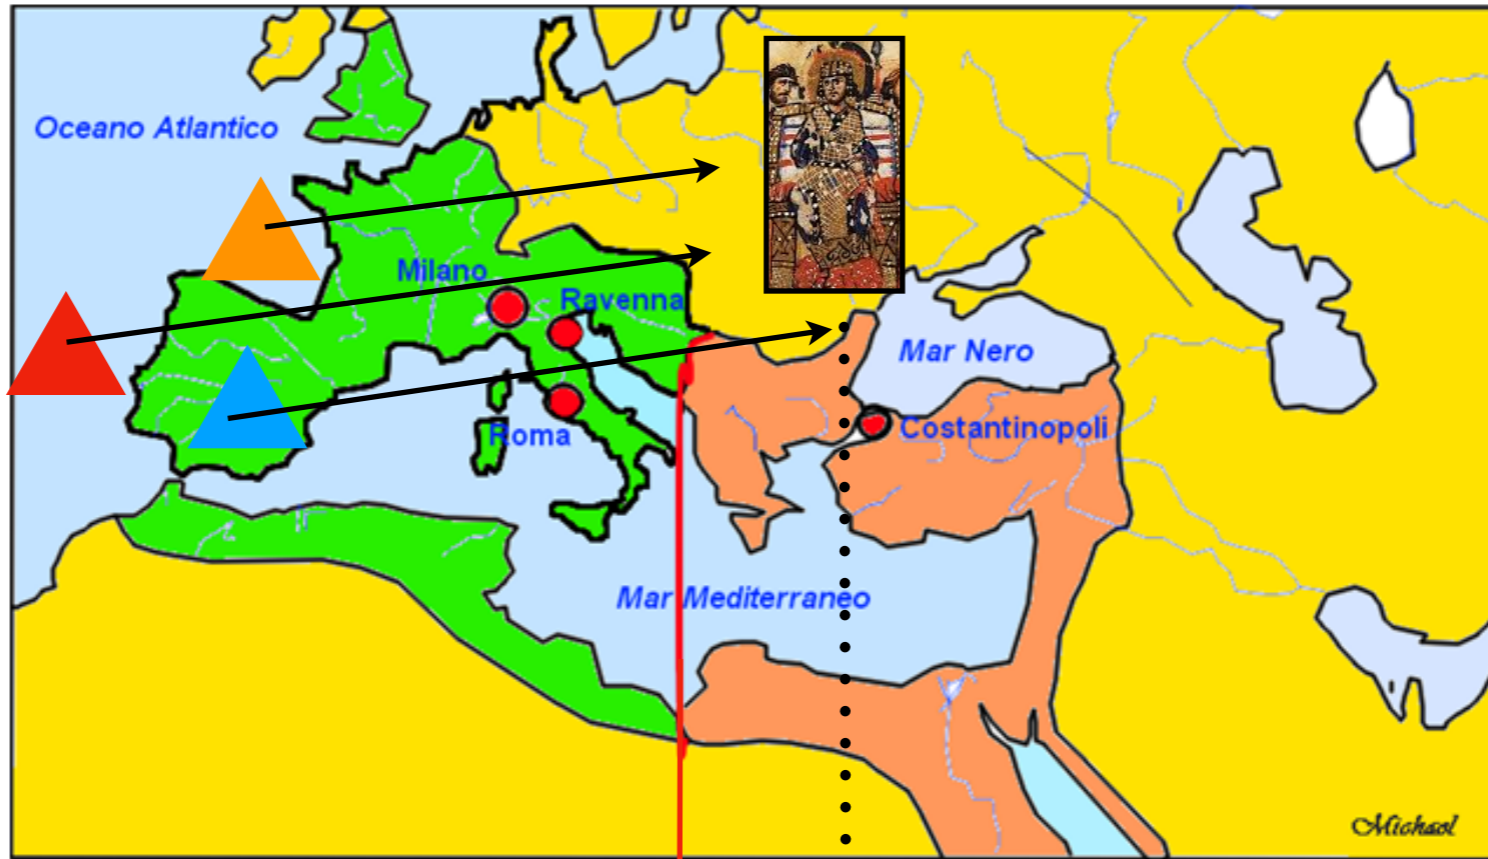 Oceano Atlantico
Milano
Ravenna
Mar Nero
Costantinopoli
Roma
Mar Mediterraneo
Michael